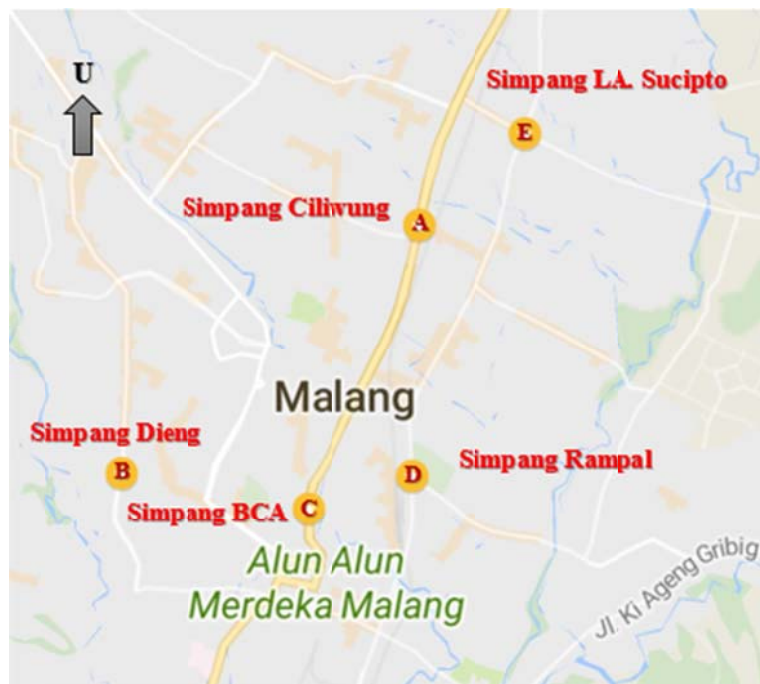 U
Simpang LA. Sucipto
E
Simpang Ciliwung
A
Malang
Simpang Dieng
B
Simpang Rampal
D
Simpang BCA
C
Alun Alun
Merdeka Malang
Jl. Ki Ageng Gribig